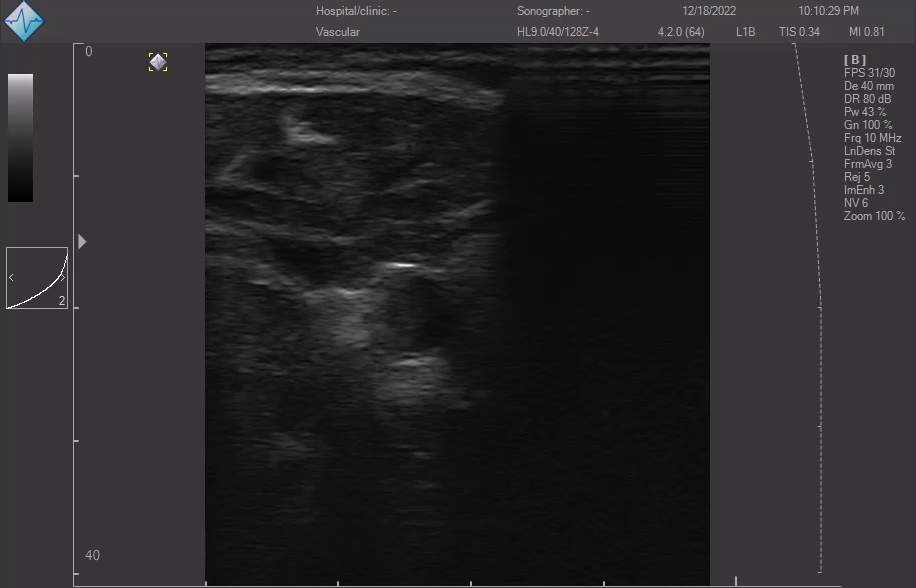 Hospital/clinic: - Sonographer: - 12/18/2022 10:10:29 PM
Vascular HL9.0/40/128Z-4 4.2.0 (64) L1B TIS 0.34 MI 0.81
0
[ B ]
FPS 31/30
De 40 mm
DR 80 dB
Pw 43 %
Gn 100 %
Frq 10 MHz
LnDens St
FrmAvg 3
Rej 5
ImEnh 3
NV 6
Zoom 100 %
2
40